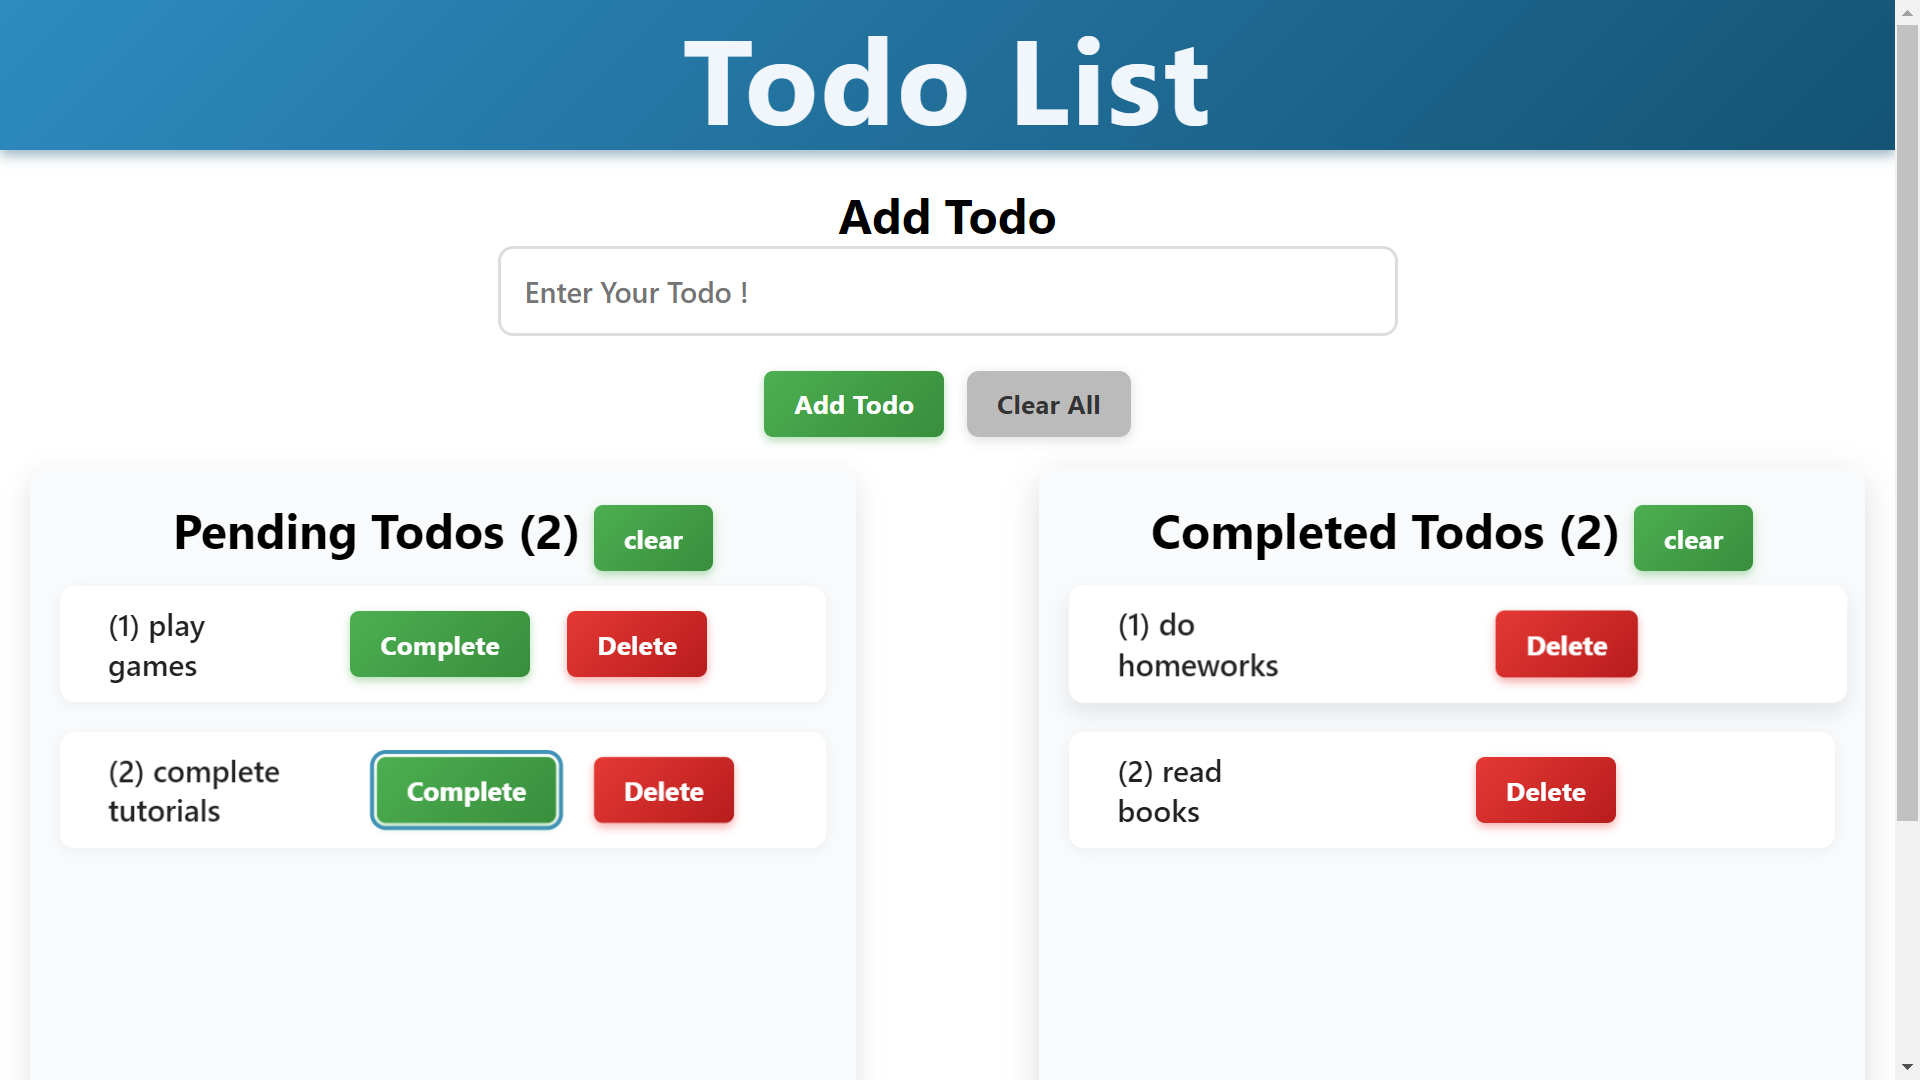 Todo List
Add Todo
Enter Your Todo !
Add Todo
Clear All
Pending Todos (2)
clear
(1) play
games
Complete
Delete
(2) complete
tutorials
Complete
Delete
Completed Todos (2)
clear
(1) do
homeworks
Delete
(2) read
books
Delete